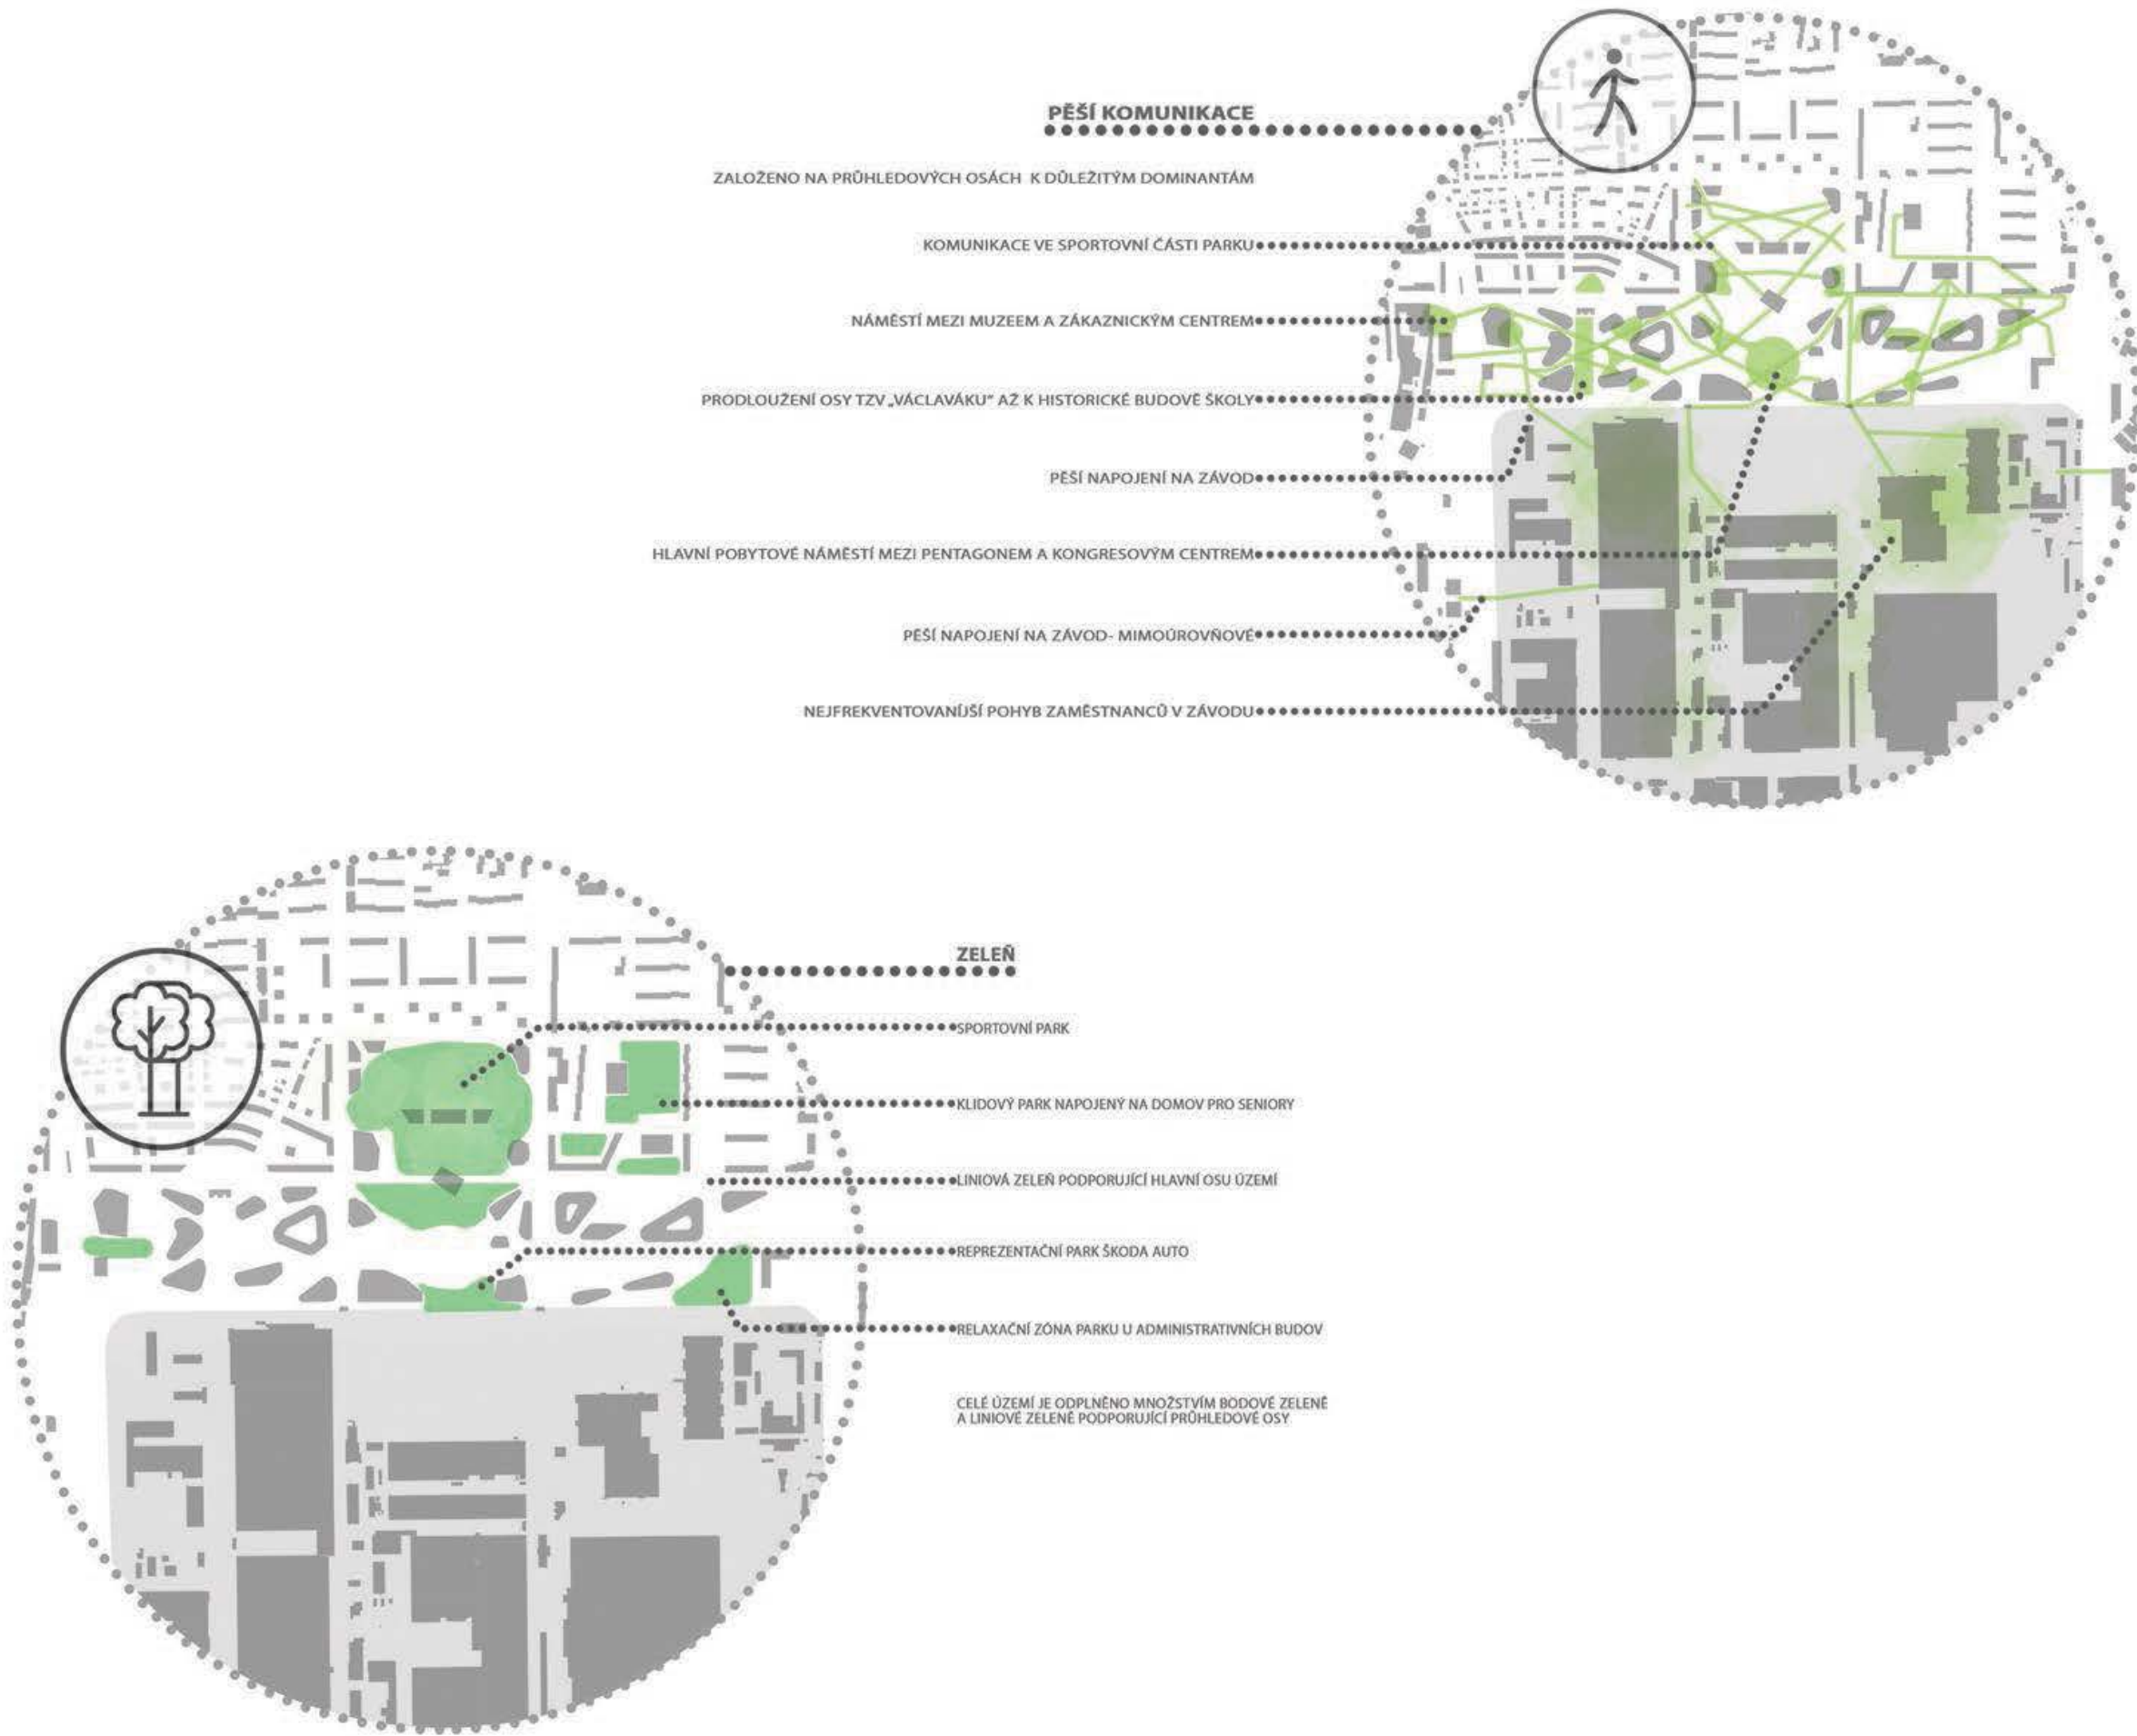 PĚŠÍ KOMUNIKACE
ZALOŽENO NA PRŮHLEDOVÝCH OSÁCH K DŮLEŽITÝM DOMINANTÁM
KOMUNIKACE VE SPORTOVNÍ ČÁSTI PARKU
NÁMĚSTÍ MEZI MUZEEM A ZÁKAZNICKÝM CENTREM
PRODLOUŽENÍ OSY TZV „VÁCLAVÁKU“ AŽ K HISTORICKÉ BUDOVĚ ŠKOLY
PĚŠÍ NAPOJENÍ NA ZÁVOD
HLAVNÍ POBYTOVÉ NÁMĚSTÍ MEZI PENTAGONEM A KONGRESOVÝM CENTREM
PĚŠÍ NAPOJENÍ NA ZÁVOD- MIMOÚROVŇOVÉ
NEJFREKVENTOVANÍJŠÍ POHYB ZAMĚSTNANCŮ V ZÁVODU
ZELEŇ
SPORTOVNÍ PARK
KLIDOVÝ PARK NAPOJENÝ NA DOMOV PRO SENIORY
LINIOVÁ ZELEŇ PODPORUJÍCÍ HLAVNÍ OSU ÚZEMÍ
REPREZENTAČNÍ PARK ŠKODA AUTO
RELAXAČNÍ ZÓNA PARKU U ADMINISTRATIVNÍCH BUDOV
CELÉ ÚZEMÍ JE ODPLNĚNO MNOŽSTVÍM BODOVÉ ZELENĚ
A LINIOVÉ ZELENĚ PODPORUJÍCÍ PRŮHLEDOVÉ OSY